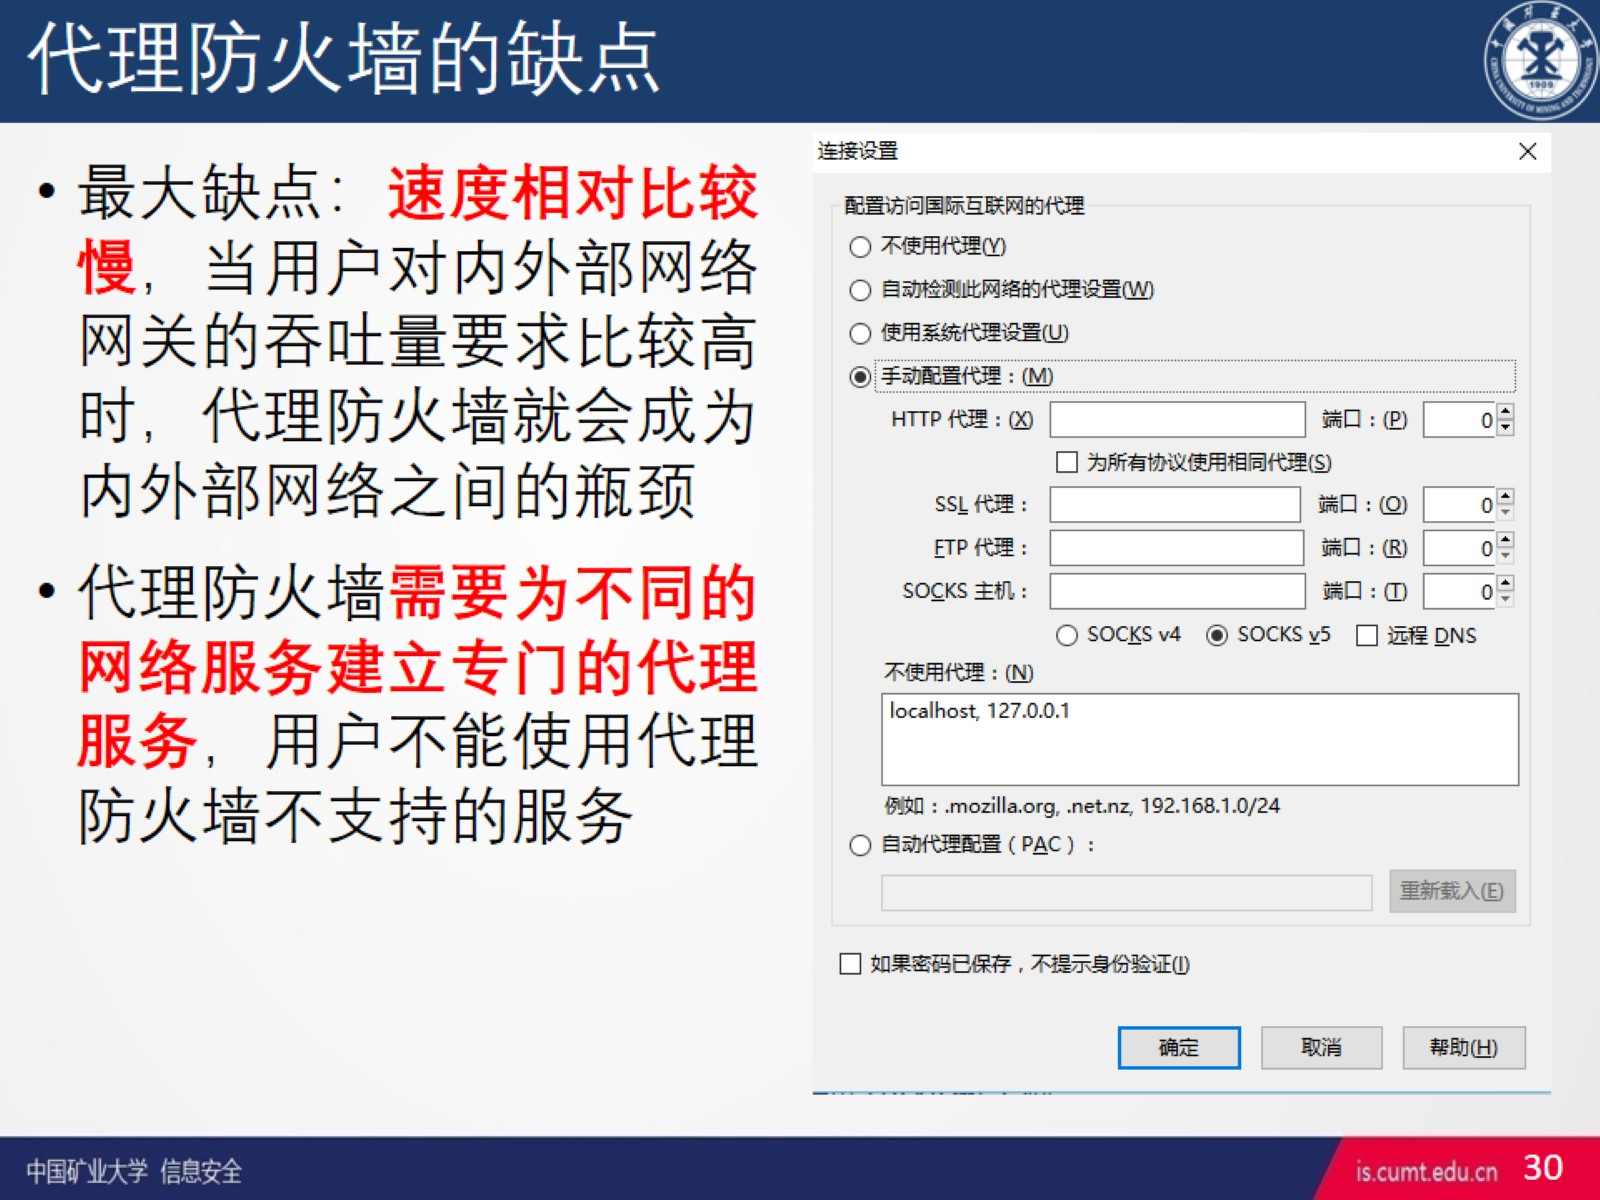 代理防火墙的缺点
• 最大缺点：速度相对比较
慢，当用户对内外部网络
网关的吞吐量要求比较高
时，代理防火墙就会成为
内外部网络之间的瓶颈
• 代理防火墙需要为不同的
网络服务建立专门的代理
服务，用户不能使用代理
防火墙不支持的服务
连接设置
配置访问国际互联网的代理
不使用代理(Y)
自动检测此网络的代理设置(W)
使用系统代理设置(U)
手动配置代理：(M)
HTTP 代理：(X) 端口：(P) 0
为所有协议使用相同代理(S)
SSL 代理： 端口：(O) 0
FTP 代理： 端口：(R) 0
SOCKS 主机： 端口：(T) 0
SOCKS v4 SOCKS v5 远程 DNS
不使用代理：(N)
localhost, 127.0.0.1
例如：.mozilla.org, .net.nz, 192.168.1.0/24
自动代理配置（PAC）：
重新载入(E)
如果密码已保存，不提示身份验证(I)
确定 取消 帮助(H)
中国矿业大学 信息安全
is.cumt.edu.cn 30
CHINA UNIVERSITY OF MINING AND TECHNOLOGY
1909